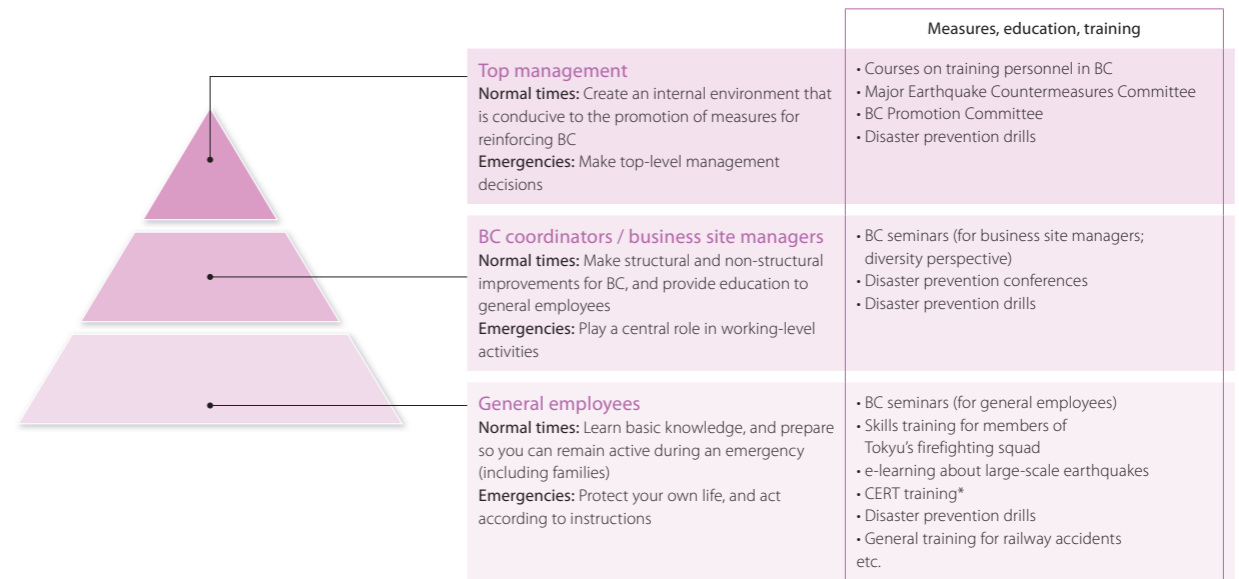 Measures, education, training
Top management
Normal times: Create an internal environment that
is conducive to the promotion of measures for
reinforcing BC
Emergencies: Make top-level management
decisions
• Courses on training personnel in BC
• Major Earthquake Countermeasures Committee
• BC Promotion Committee
• Disaster prevention drills
BC coordinators / business site managers
Normal times: Make structural and non-structural
improvements for BC, and provide education to
general employees
Emergencies: Play a central role in working-level
activities
• BC seminars (for business site managers;
diversity perspective)
• Disaster prevention conferences
• Disaster prevention drills
General employees
Normal times: Learn basic knowledge, and prepare
so you can remain active during an emergency
(including families)
Emergencies: Protect your own life, and act
according to instructions
• BC seminars (for general employees)
• Skills training for members of
Tokyu's firefighting squad
• e-learning about large-scale earthquakes
• CERT training*
• Disaster prevention drills
• General training for railway accidents
etc.